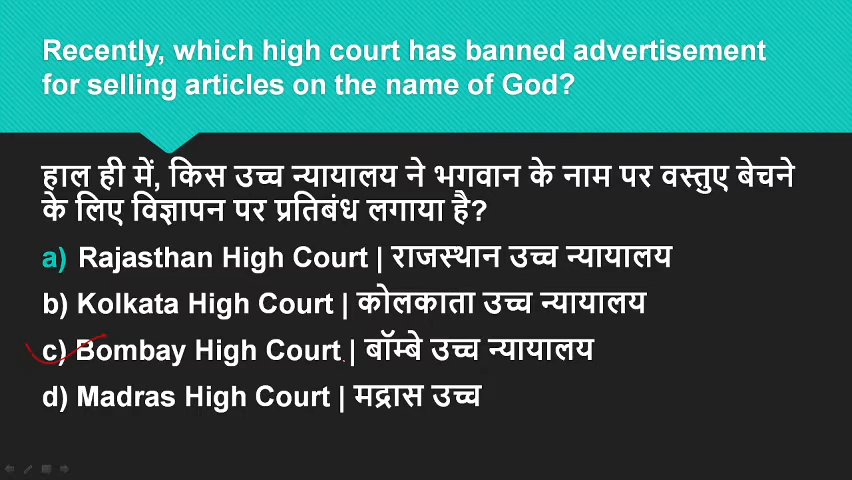 Recently, which high court has banned advertisement
for selling articles on the name of God?
हाल ही में, किस उच्च न्यायालय ने भगवान के नाम पर वस्तुए बेचने
के लिए विज्ञापन पर प्रतिबंध लगाया है?
a) Rajasthan High Court | राजस्थान उच्च न्यायालय
b) Kolkata High Court | कोलकाता उच्च न्यायालय
c) Bombay High Court | बॉम्बे उच्च न्यायालय
d) Madras High Court | मद्रास उच्च